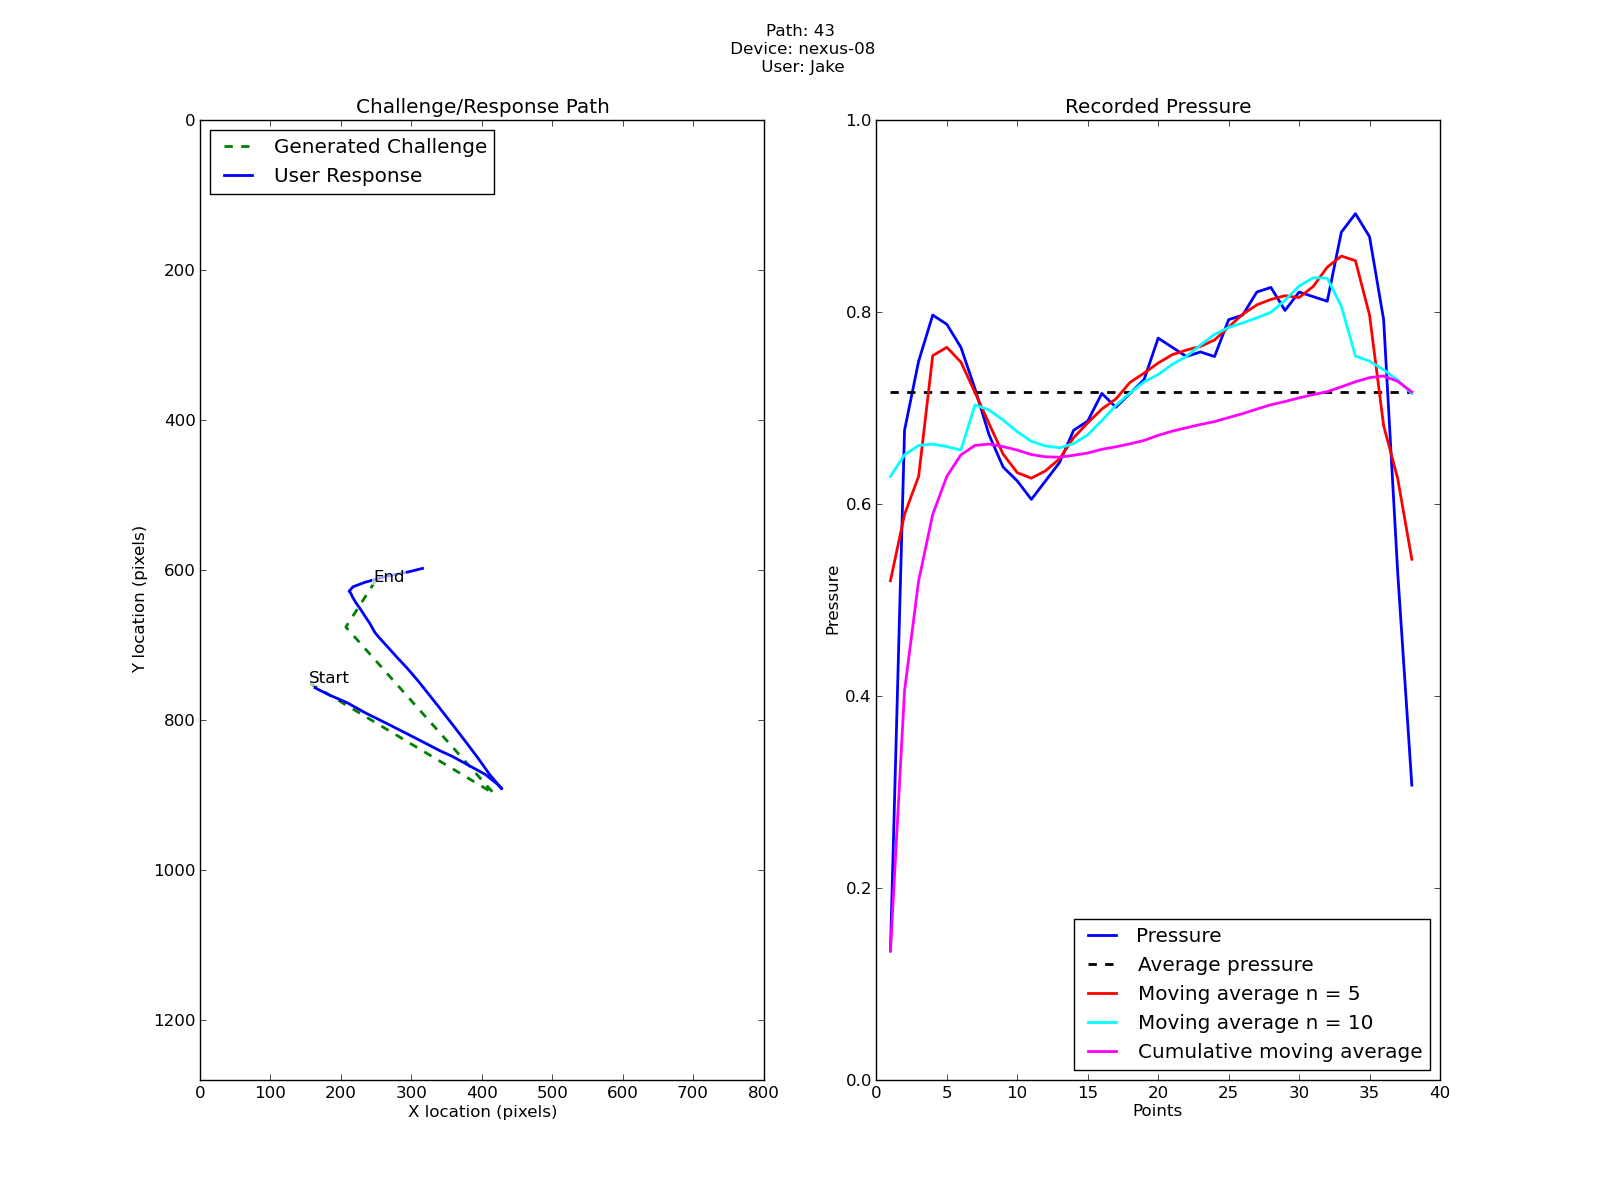 Path: 43
Device: nexus-08
User: Jake
Challenge/Response Path
0
200
400
600
800
1000
1200
Y location (pixels)
Generated Challenge
User Response
End
Start
0 100 200 300 400 500 600 700 800
X location (pixels)
Recorded Pressure
1.0
0.8
0.6
0.4
0.2
0.0
Pressure
Pressure
Average pressure
Moving average n = 5
Moving average n = 10
Cumulative moving average
0 5 10 15 20 25 30 35 40
Points